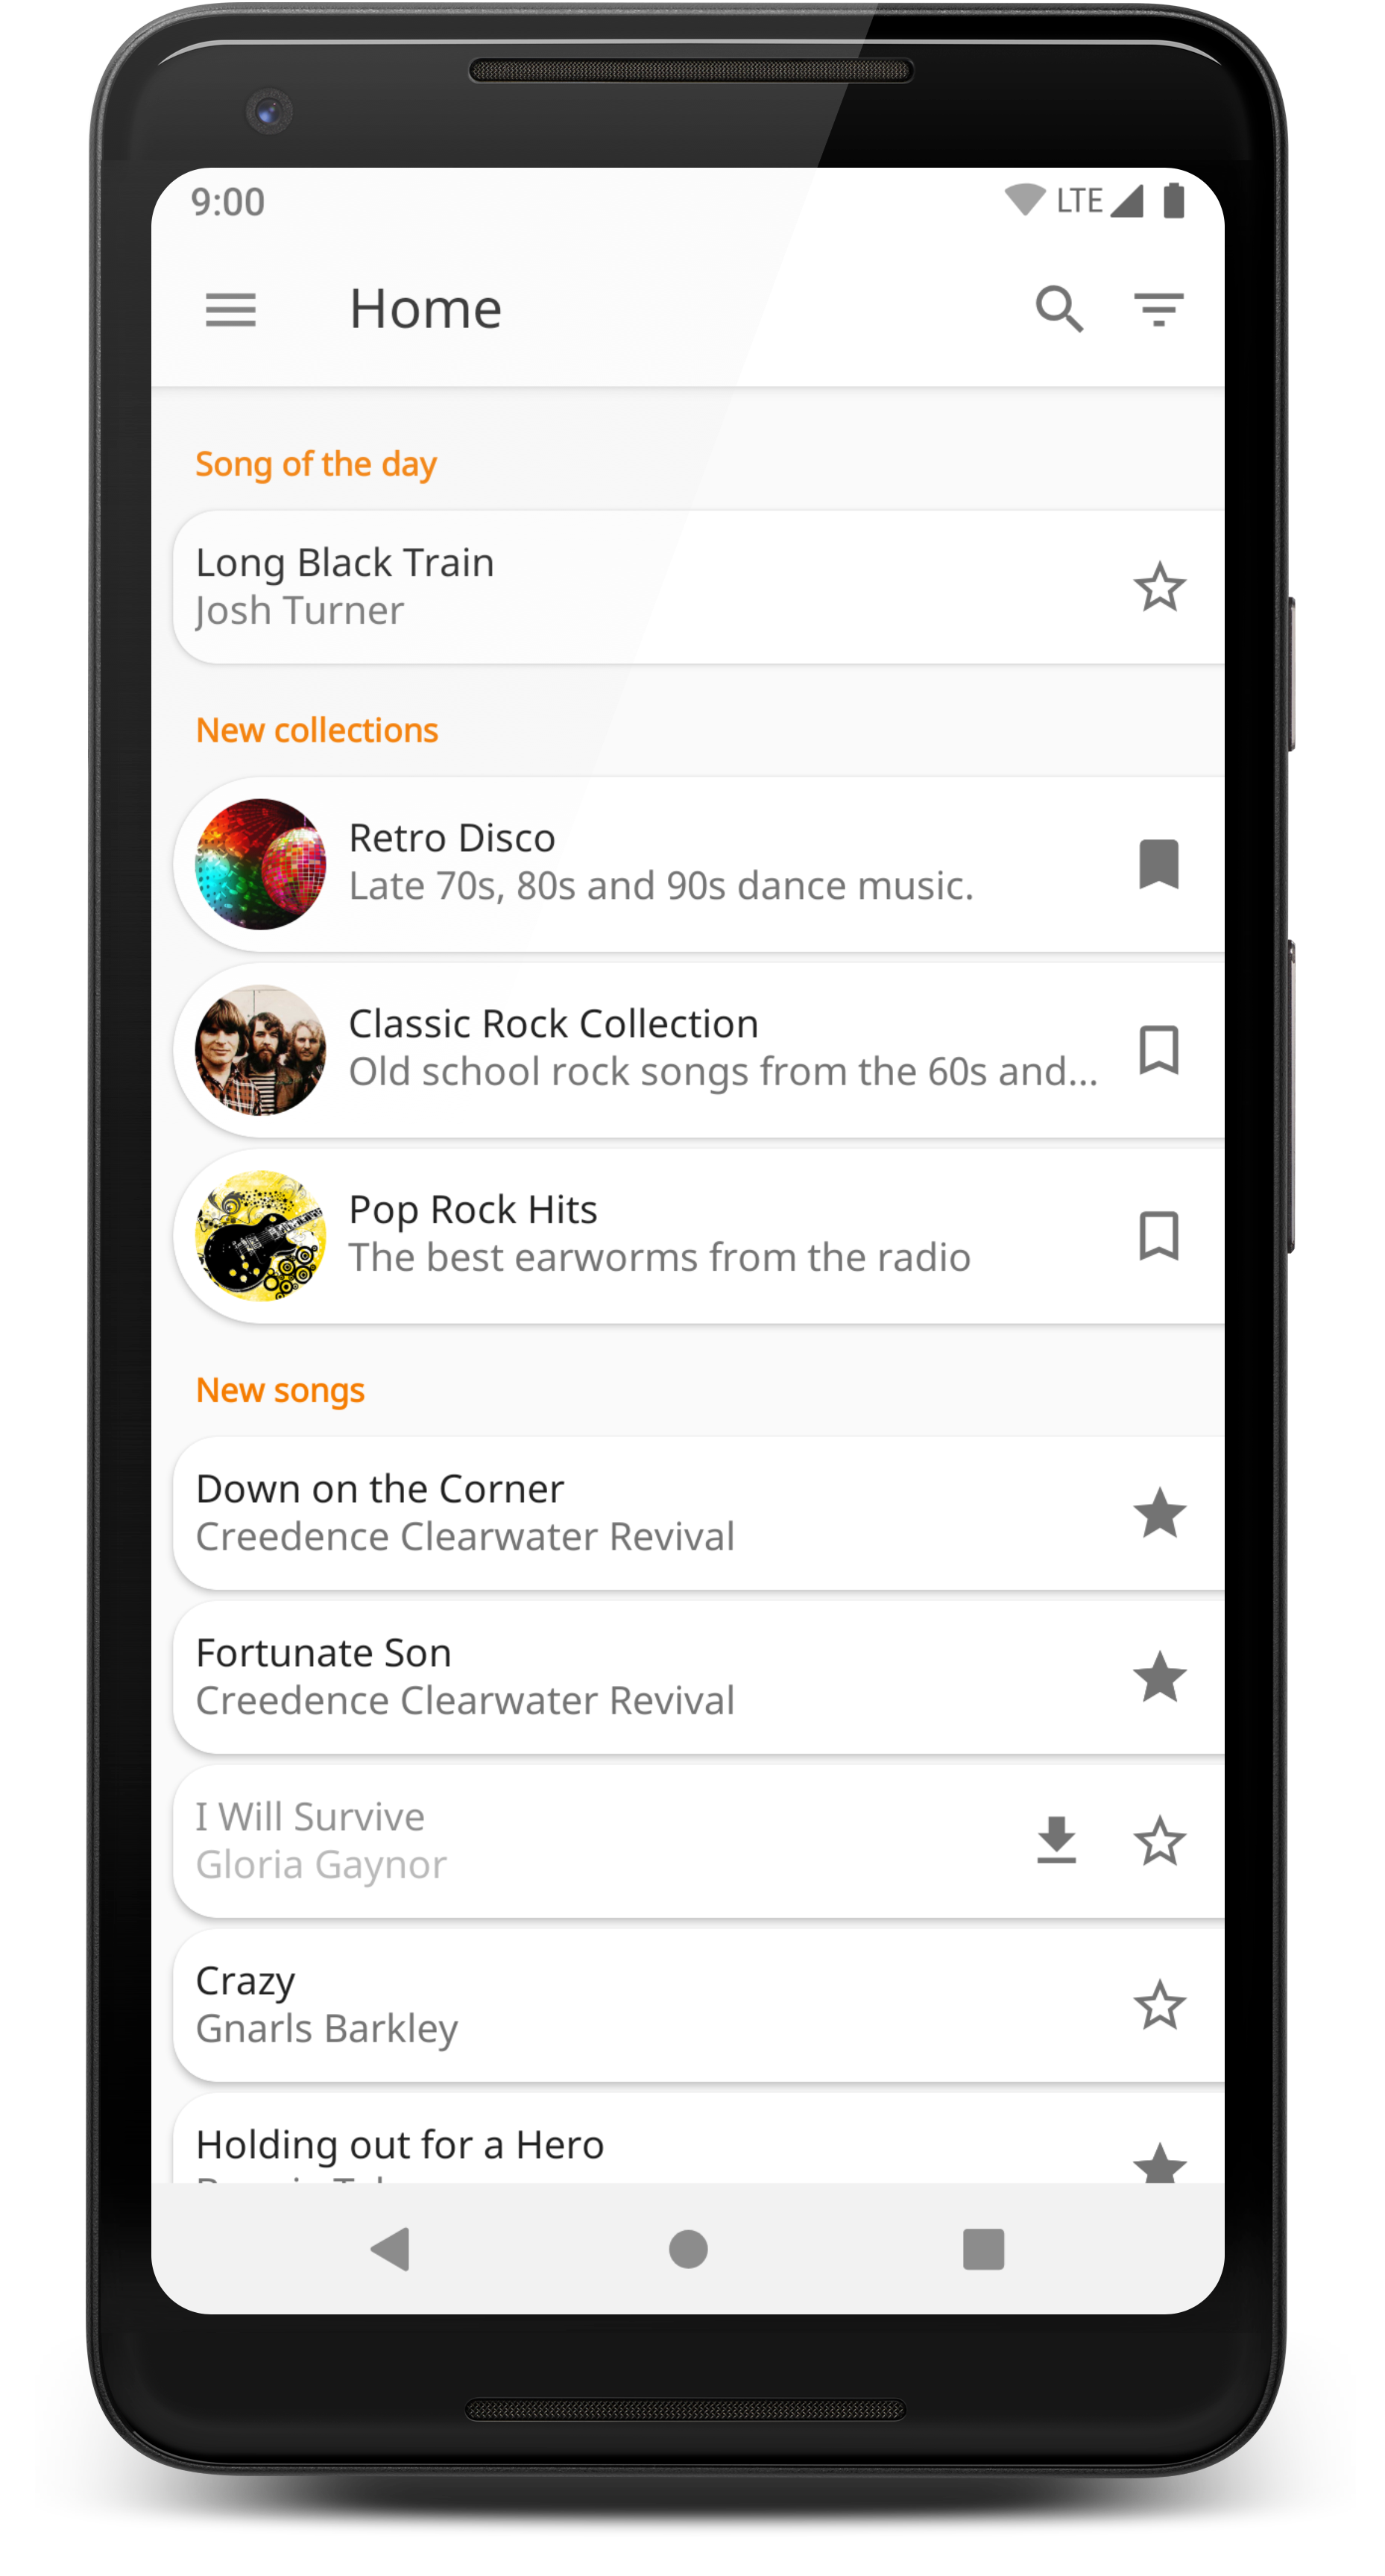 9:00 LTE
Home
Song of the day
Long Black Train
Josh Turner
New collections
Retro Disco
Late 70s, 80s and 90s dance music.
Classic Rock Collection
Old school rock songs from the 60s and...
Pop Rock Hits
The best earworms from the radio
New songs
Down on the Corner
Creedence Clearwater Revival
Fortunate Son
Creedence Clearwater Revival
I Will Survive
Gloria Gaynor
Crazy
Gnarls Barkley
Holding out for a Hero